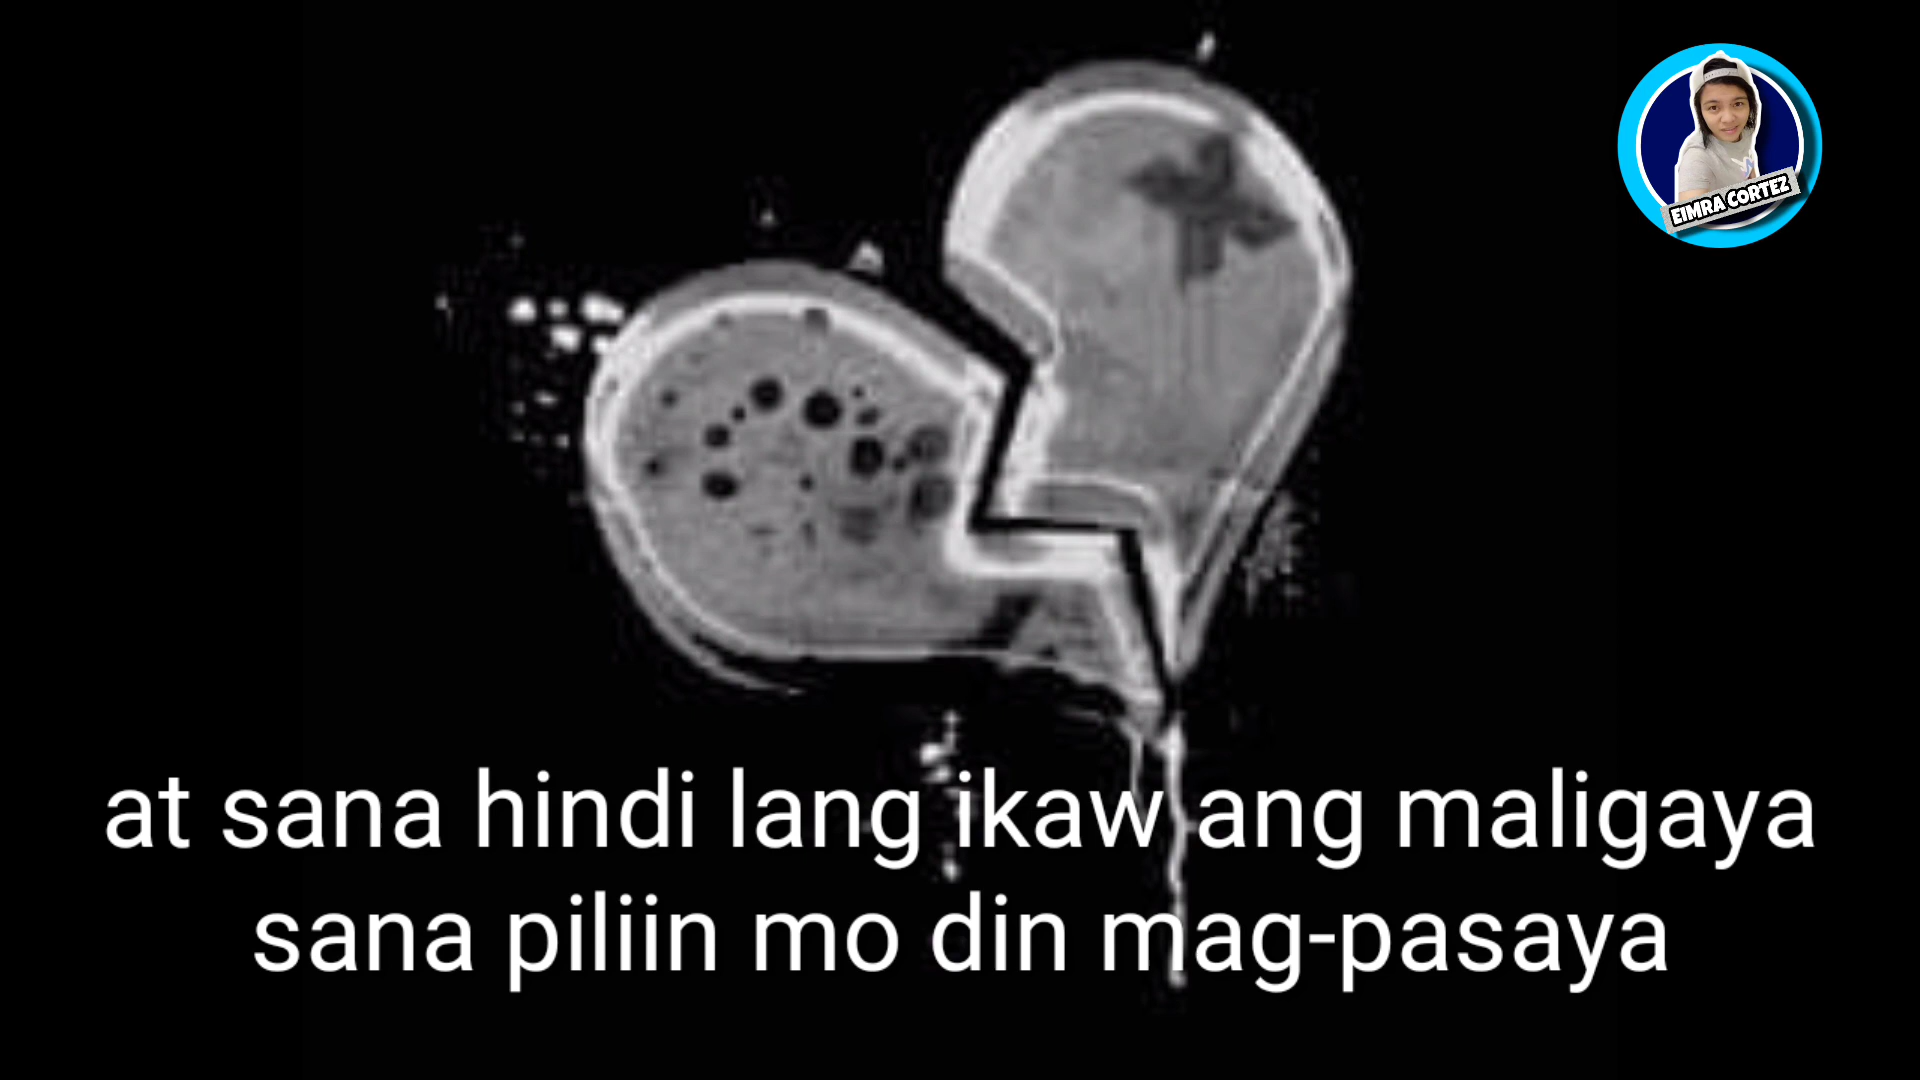 EIMRA CORTEZ
at sana hindi lang ikaw ang maligaya
sana piliin mo din mag-pasaya